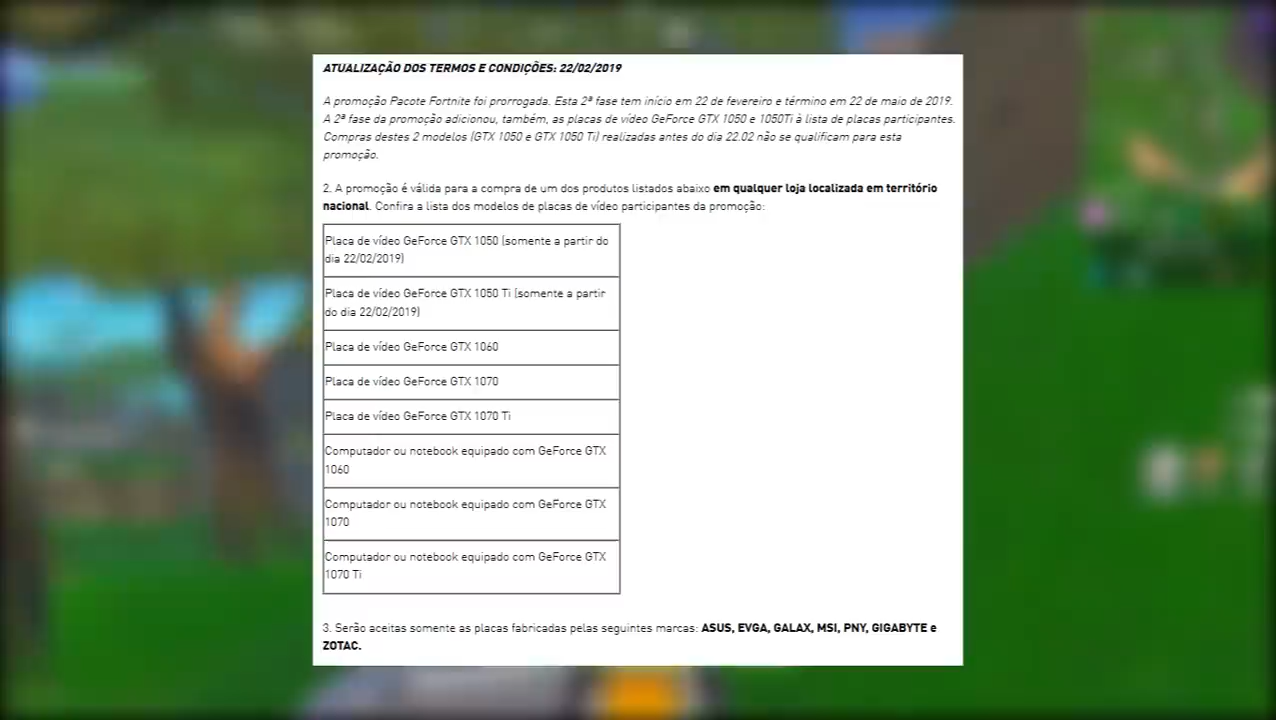 ATUALIZAÇÃO DOS TERMOS E CONDIÇÕES: 22/02/2019
A promoção Pacote Fortnite foi prorrogada. Esta 2ª fase tem início em 22 de fevereiro e término em 22 de maio de 2019.
A 2ª fase da promoção adicionou, também, as placas de vídeo GeForce GTX 1050 e 1050Ti à lista de placas participantes.
Compras destes 2 modelos (GTX 1050 e GTX 1050 Ti) realizadas antes do dia 22.02 não se qualificam para esta
promoção.
2. A promoção é válida para a compra de um dos produtos listados abaixo em qualquer loja localizada em território
nacional. Confira a lista dos modelos de placas de vídeo participantes da promoção:
Placa de vídeo GeForce GTX 1050 (somente a partir do
dia 22/02/2019)
Placa de vídeo GeForce GTX 1050 Ti (somente a partir
do dia 22/02/2019)
Placa de vídeo GeForce GTX 1060
Placa de vídeo GeForce GTX 1070
Placa de vídeo GeForce GTX 1070 Ti
Computador ou notebook equipado com GeForce GTX
1060
Computador ou notebook equipado com GeForce GTX
1070
Computador ou notebook equipado com GeForce GTX
1070 Ti
3. Serão aceitas somente as placas fabricadas pelas seguintes marcas: ASUS, EVGA, GALAX, MSI, PNY, GIGABYTE e
ZOTAC.